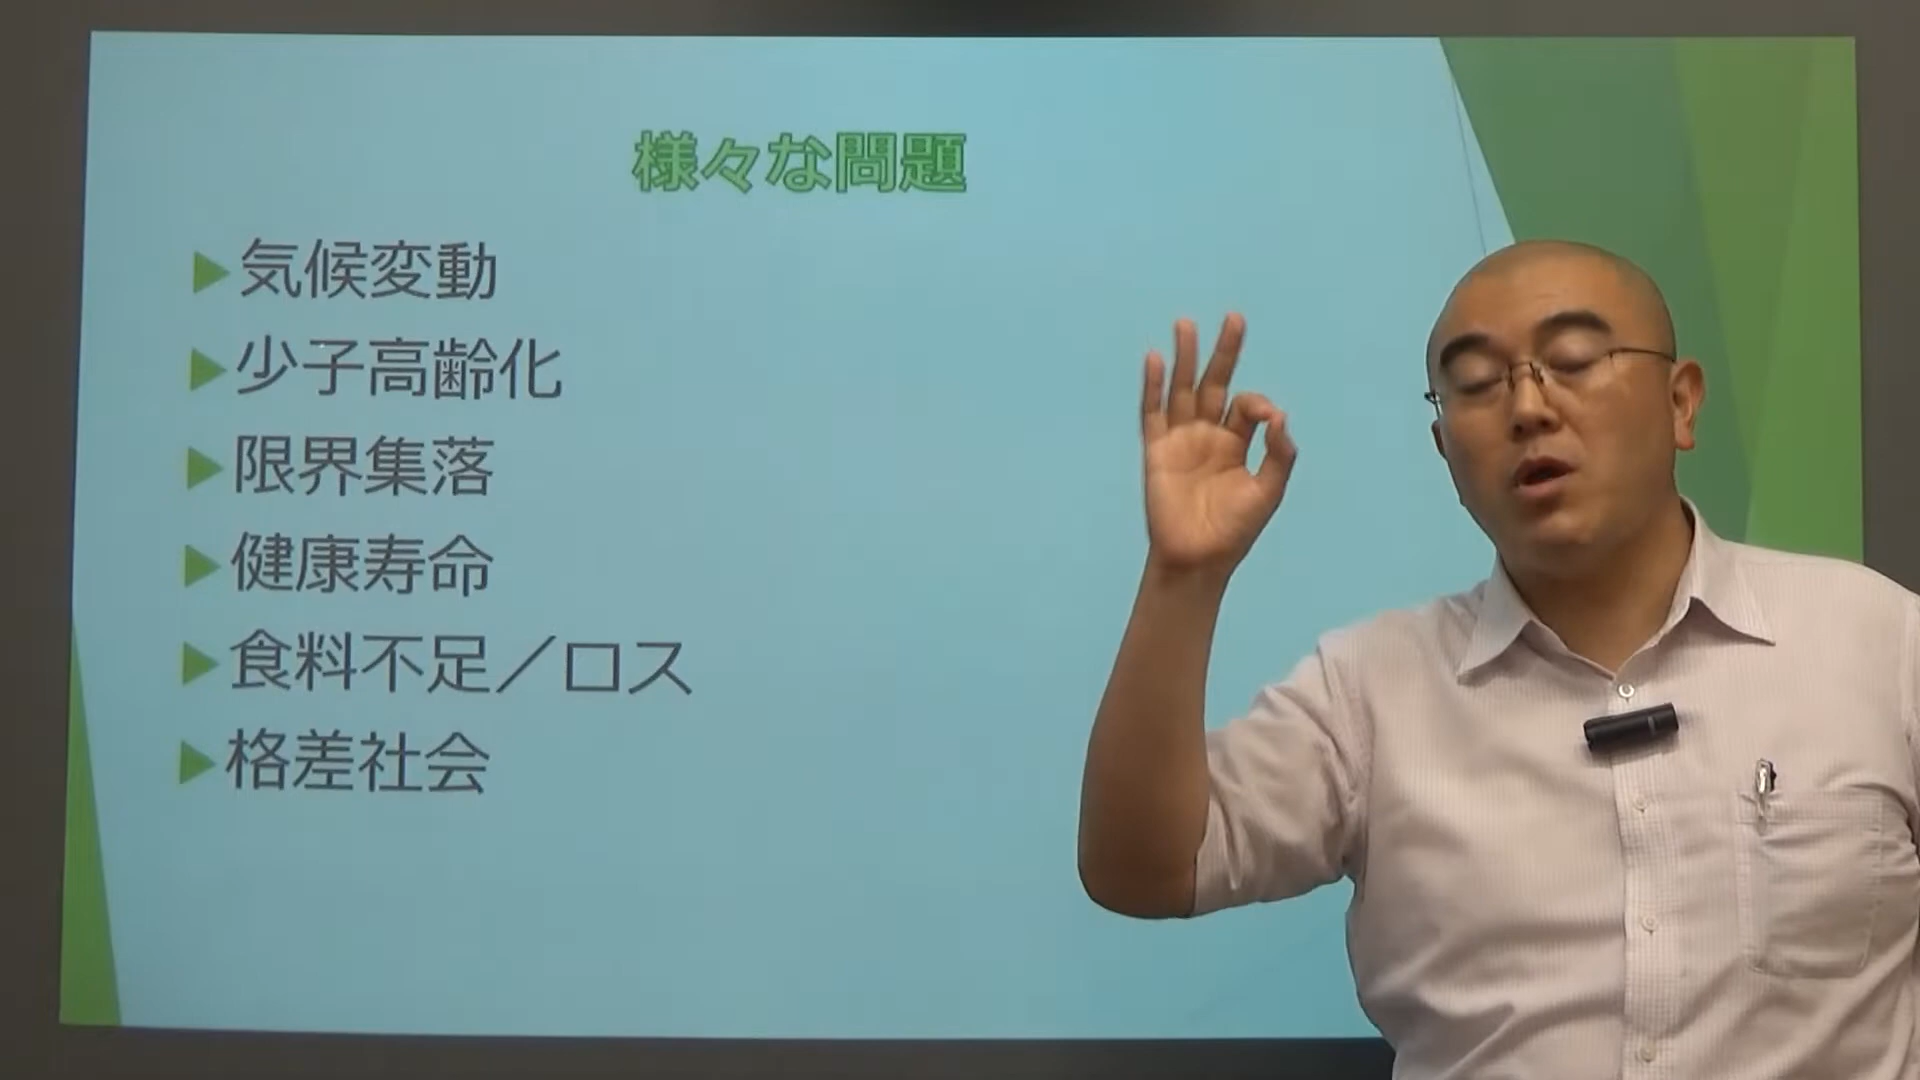 様々な問題
気候変動
少子高齢化
限界集落
健康寿命
食料不足／ロス
格差社会